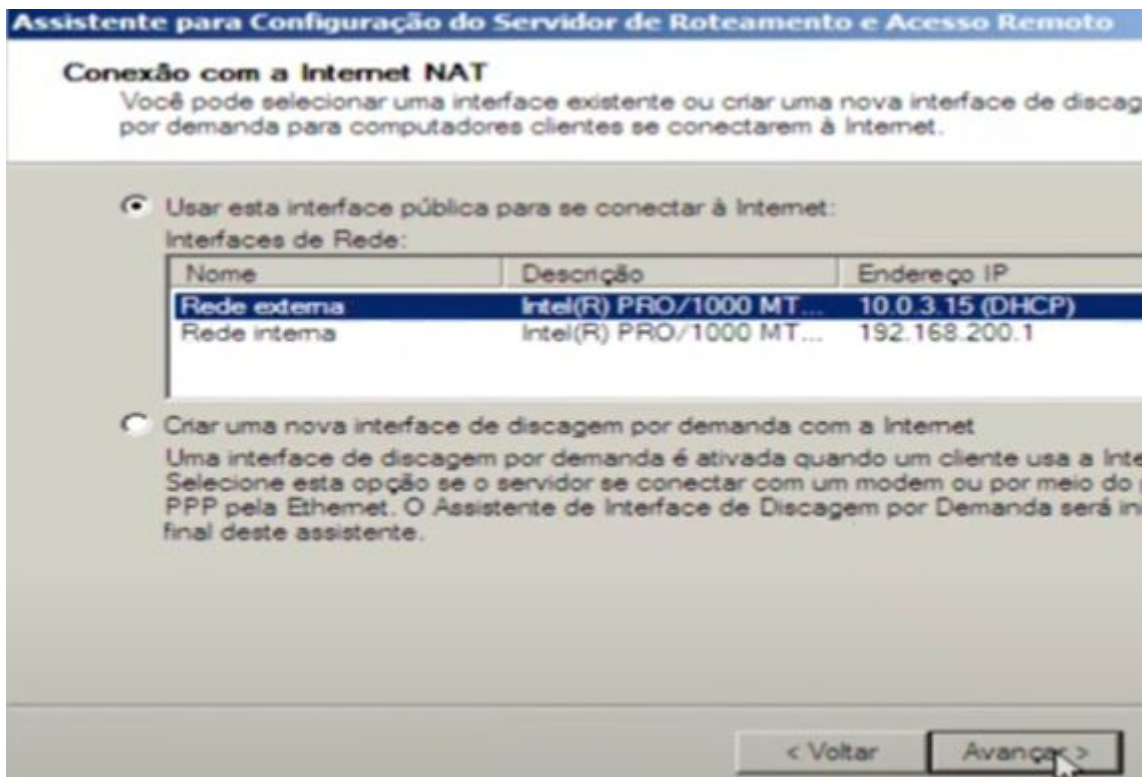 Assistente para Configuração do Servidor de Roteamento e Acesso Remoto
Conexão com a Internet NAT
Você pode selecionar uma interface existente ou criar uma nova interface de discag
por demanda para computadores clientes se conectarem à Internet.
Usar esta interface pública para se conectar à Internet:
Interfaces de Rede:
Nome Descrição Endereço IP
Rede externa Intel(R) PRO/1000 MT... 10.0.3.15 (DHCP)
Rede interna Intel(R) PRO/1000 MT... 192.168.200.1
Criar uma nova interface de discagem por demanda com a Internet
Uma interface de discagem por demanda é ativada quando um cliente usa a Inte
Selecione esta opção se o servidor se conectar com um modem ou por meio do
PPP pela Ethernet. O Assistente de Interface de Discagem por Demanda será in
final deste assistente.
< Voltar Avançar >